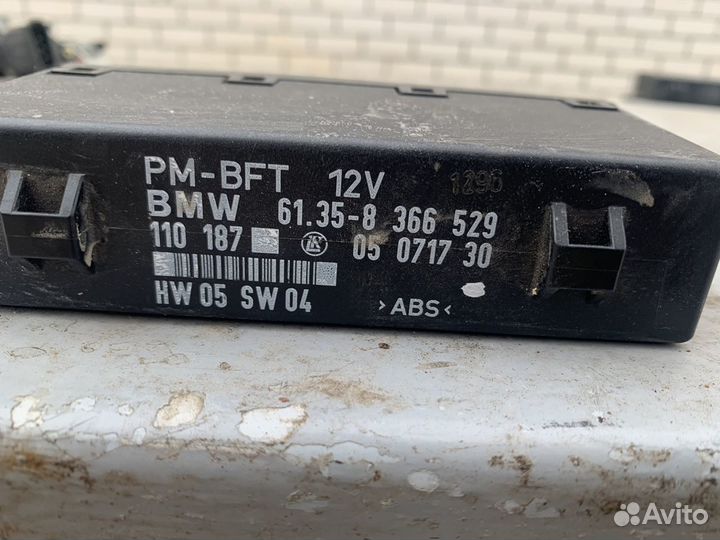 PM-BFT 12V 1296
BMW 61.35-8 366 529
110 187 05 0717 30
HW 05 SW 04 >ABS<
Avito